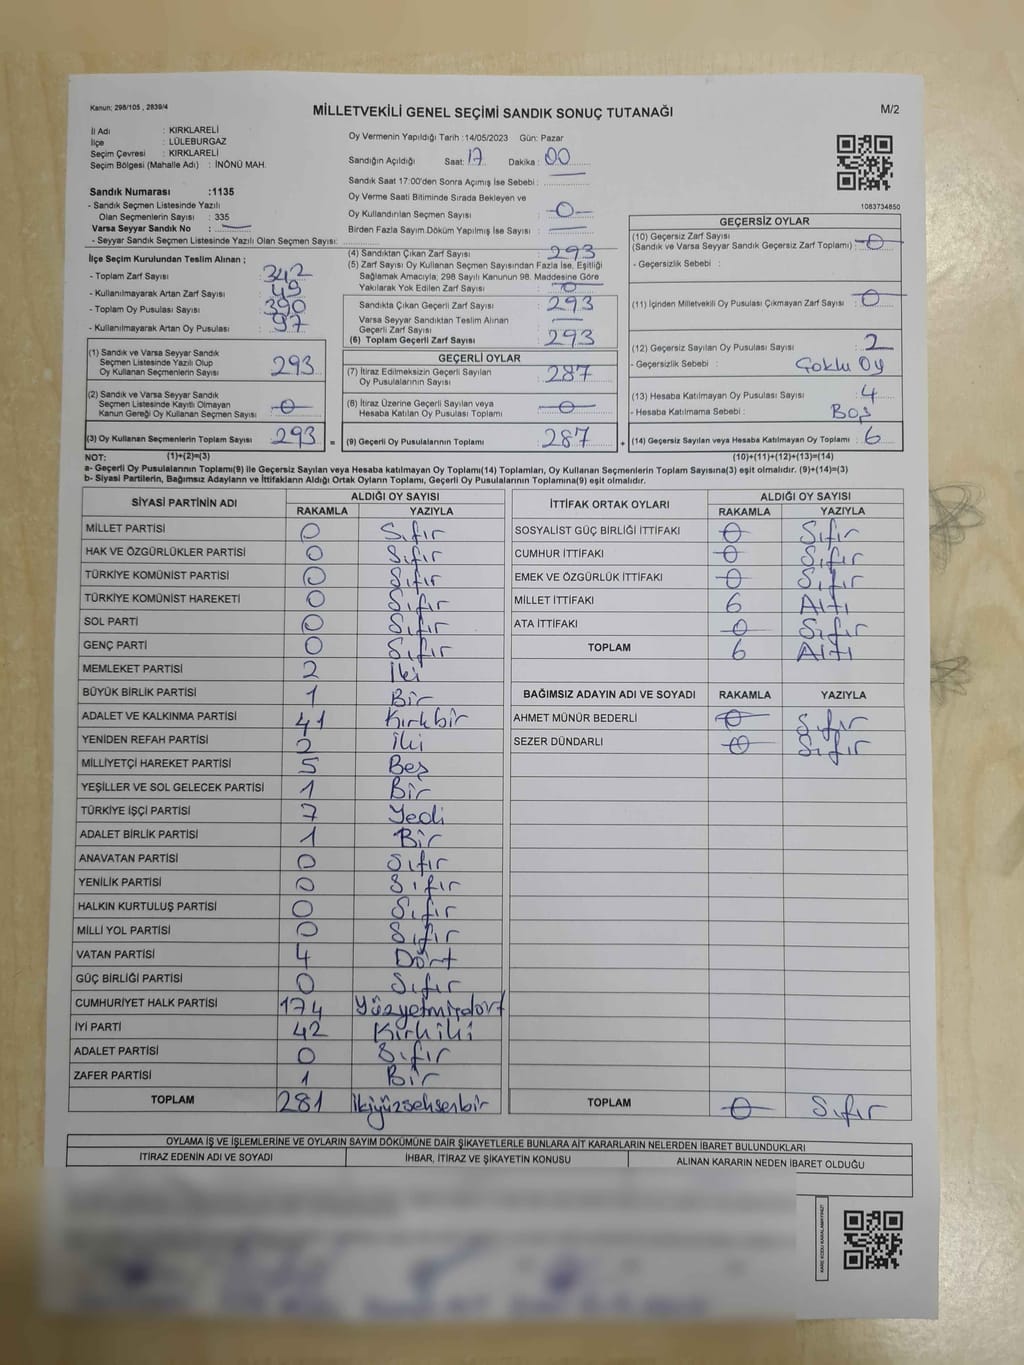 Kanun; 298/105 , 2839/4
MİLLETVEKİLİ GENEL SEÇİMİ SANDIK SONUÇ TUTANAĞI
M/2
İl Adı : KIRKLARELİ
İlçe : LÜLEBURGAZ
Seçim Çevresi : KIRKLARELİ
Seçim Bölgesi (Mahalle Adı) : İNÖNÜ MAH.
Sandık Numarası :1135
- Sandık Seçmen Listesinde Yazılı
Olan Seçmenlerin Sayısı : 335
Varsa Seyyar Sandık No : —
- Seyyar Sandık Seçmen Listesinde Yazılı Olan Seçmen Sayısı:
Oy Vermenin Yapıldığı Tarih :14/05/2023 Gün: Pazar
Sandığın Açıldığı Saat: 17 Dakika : 00
Sandık Saat 17:00'den Sonra Açımış İse Sebebi : —
Oy Verme Saati Bitiminde Sırada Bekleyen ve
Oy Kullandırılan Seçmen Sayısı : 0
Birden Fazla Sayım Döküm Yapılmış İse Sayısı : —
1083734850
İlçe Seçim Kurulundan Teslim Alınan ;
- Toplam Zarf Sayısı : 342
- Kullanılmayarak Artan Zarf Sayısı : 49
- Toplam Oy Pusulası Sayısı : 390
- Kullanılmayarak Artan Oy Pusulası : 97
(1) Sandık ve Varsa Seyyar Sandık
Seçmen Listesinde Yazılı Olup
Oy Kullanan Seçmenlerin Sayısı : 293
(2) Sandık ve Varsa Seyyar Sandık
Seçmen Listesinde Kayıtlı Olmayan
Kanun Gereği Oy Kullanan Seçmen Sayısı : 0
(3) Oy Kullanan Seçmenlerin Toplam Sayısı : 293 =
(4) Sandıktan Çıkan Zarf Sayısı : 293
(5) Zarf Sayısı Oy Kullanan Seçmen Sayısından Fazla İse, Eşitliği
Sağlamak Amacıyla; 298 Sayılı Kanunun 98. Maddesine Göre
Yakılarak Yok Edilen Zarf Sayısı : 0
Sandıkta Çıkan Geçerli Zarf Sayısı : 293
Varsa Seyyar Sandıktan Teslim Alınan
Geçerli Zarf Sayısı : —
(6) Toplam Geçerli Zarf Sayısı : 293
GEÇERLİ OYLAR
(7) İtiraz Edilmeksizin Geçerli Sayılan
Oy Pusulalarının Sayısı : 287
(8) İtiraz Üzerine Geçerli Sayılan veya
Hesaba Katılan Oy Pusulası Toplamı : 0
(9) Geçerli Oy Pusulalarının Toplamı : 287 +
GEÇERSİZ OYLAR
(10) Geçersiz Zarf Sayısı
(Sandık ve Varsa Seyyar Sandık Geçersiz Zarf Toplamı) : 0
- Geçersizlik Sebebi :
(11) İçinden Milletvekili Oy Pusulası Çıkmayan Zarf Sayısı : 0
(12) Geçersiz Sayılan Oy Pusulası Sayısı : 2
- Geçersizlik Sebebi : Çoklu Oy
(13) Hesaba Katılmayan Oy Pusulası Sayısı : 4
- Hesaba Katılmama Sebebi : Boş
(14) Geçersiz Sayılan veya Hesaba Katılmayan Oy Toplamı : 6
NOT: (1)+(2)=(3) (10)+(11)+(12)+(13)=(14)
a- Geçerli Oy Pusulalarının Toplamı(9) ile Geçersiz Sayılan veya Hesaba katılmayan Oy Toplamı(14) Toplamları, Oy Kullanan Seçmenlerin Toplam Sayısına(3) eşit olmalıdır. (9)+(14)=(3)
b- Siyasi Partilerin, Bağımsız Adayların ve İttifakların Aldığı Ortak Oyların Toplamı, Geçerli Oy Pusulalarının Toplamına(9) eşit olmalıdır.
SİYASİ PARTİNİN ADI ALDIĞI OY SAYISI
RAKAMLA YAZIYLA
MİLLET PARTİSİ 0 Sıfır
HAK VE ÖZGÜRLÜKLER PARTİSİ 0 Sıfır
TÜRKİYE KOMÜNİST PARTİSİ 0 Sıfır
TÜRKİYE KOMÜNİST HAREKETİ 0 Sıfır
SOL PARTİ 0 Sıfır
GENÇ PARTİ 0 Sıfır
MEMLEKET PARTİSİ 2 İki
BÜYÜK BİRLİK PARTİSİ 1 Bir
ADALET VE KALKINMA PARTİSİ 41 Kırkbir
YENİDEN REFAH PARTİSİ 2 İki
MİLLİYETÇİ HAREKET PARTİSİ 5 Beş
YEŞİLLER VE SOL GELECEK PARTİSİ 1 Bir
TÜRKİYE İŞÇİ PARTİSİ 7 Yedi
ADALET BİRLİK PARTİSİ 1 Bir
ANAVATAN PARTİSİ 0 Sıfır
YENİLİK PARTİSİ 0 Sıfır
HALKIN KURTULUŞ PARTİSİ 0 Sıfır
MİLLİ YOL PARTİSİ 0 Sıfır
VATAN PARTİSİ 4 Dört
GÜÇ BİRLİĞİ PARTİSİ 0 Sıfır
CUMHURİYET HALK PARTİSİ 174 Yüzyetmişdört
İYİ PARTİ 42 Kırkiki
ADALET PARTİSİ 0 Sıfır
ZAFER PARTİSİ 1 Bir
TOPLAM 281 İkiyüzseksenbir
İTTİFAK ORTAK OYLARI ALDIĞI OY SAYISI
RAKAMLA YAZIYLA
SOSYALİST GÜÇ BİRLİĞİ İTTİFAKI 0 Sıfır
CUMHUR İTTİFAKI 0 Sıfır
EMEK VE ÖZGÜRLÜK İTTİFAKI 0 Sıfır
MİLLET İTTİFAKI 6 Altı
ATA İTTİFAKI 0 Sıfır
TOPLAM 6 Altı
BAĞIMSIZ ADAYIN ADI VE SOYADI RAKAMLA YAZIYLA
AHMET MÜNÜR BEDERLİ 0 Sıfır
SEZER DÜNDARLI 0 Sıfır
TOPLAM 0 Sıfır
OYLAMA İŞ VE İŞLEMLERİNE VE OYLARIN SAYIM DÖKÜMÜNE DAİR ŞİKAYETLERLE BUNLARA AİT KARARLARIN NELERDEN İBARET BULUNDUKLARI
İTİRAZ EDENİN ADI VE SOYADI İHBAR, İTİRAZ VE ŞİKAYETİN KONUSU ALINAN KARARIN NEDEN İBARET OLDUĞU
KARE KODU KARALAMAYINIZ!